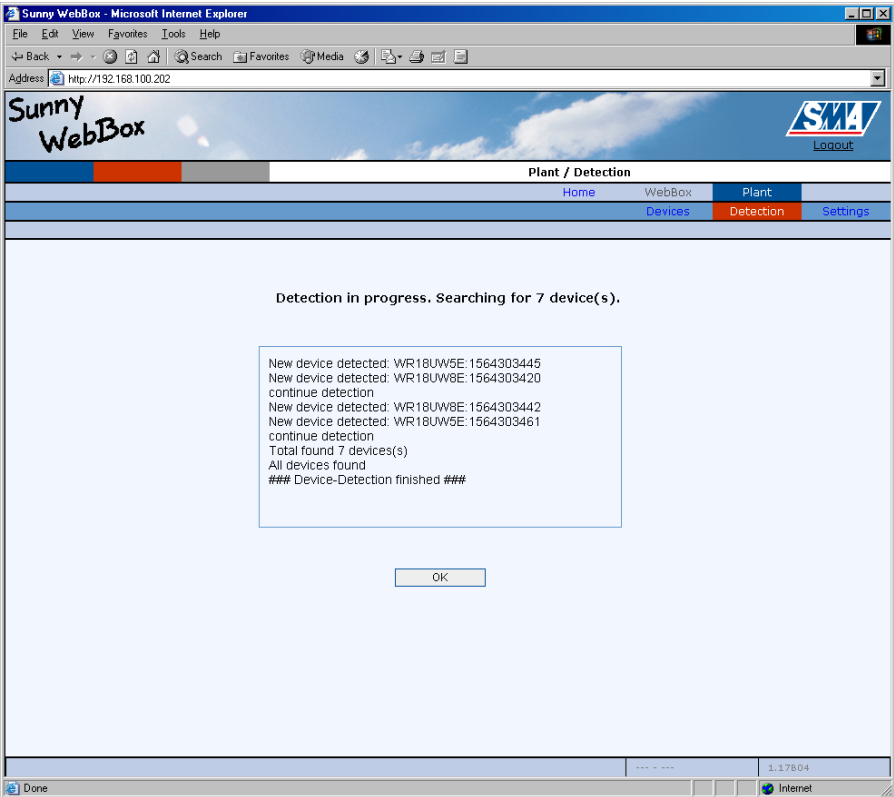 Sunny WebBox - Microsoft Internet Explorer
File Edit View Favorites Tools Help
Back Search Favorites Media
Address http://192.168.100.202
Sunny
WebBox
SMA
Logout
Plant / Detection
Home WebBox Plant
Devices Detection Settings
Detection in progress. Searching for 7 device(s).
New device detected: WR18UW5E:1564303445
New device detected: WR18UW8E:1564303420
continue detection
New device detected: WR18UW8E:1564303442
New device detected: WR18UW5E:1564303461
continue detection
Total found 7 devices(s)
All devices found
### Device-Detection finished ###
OK
--- - --- 1.17B04
Done Internet